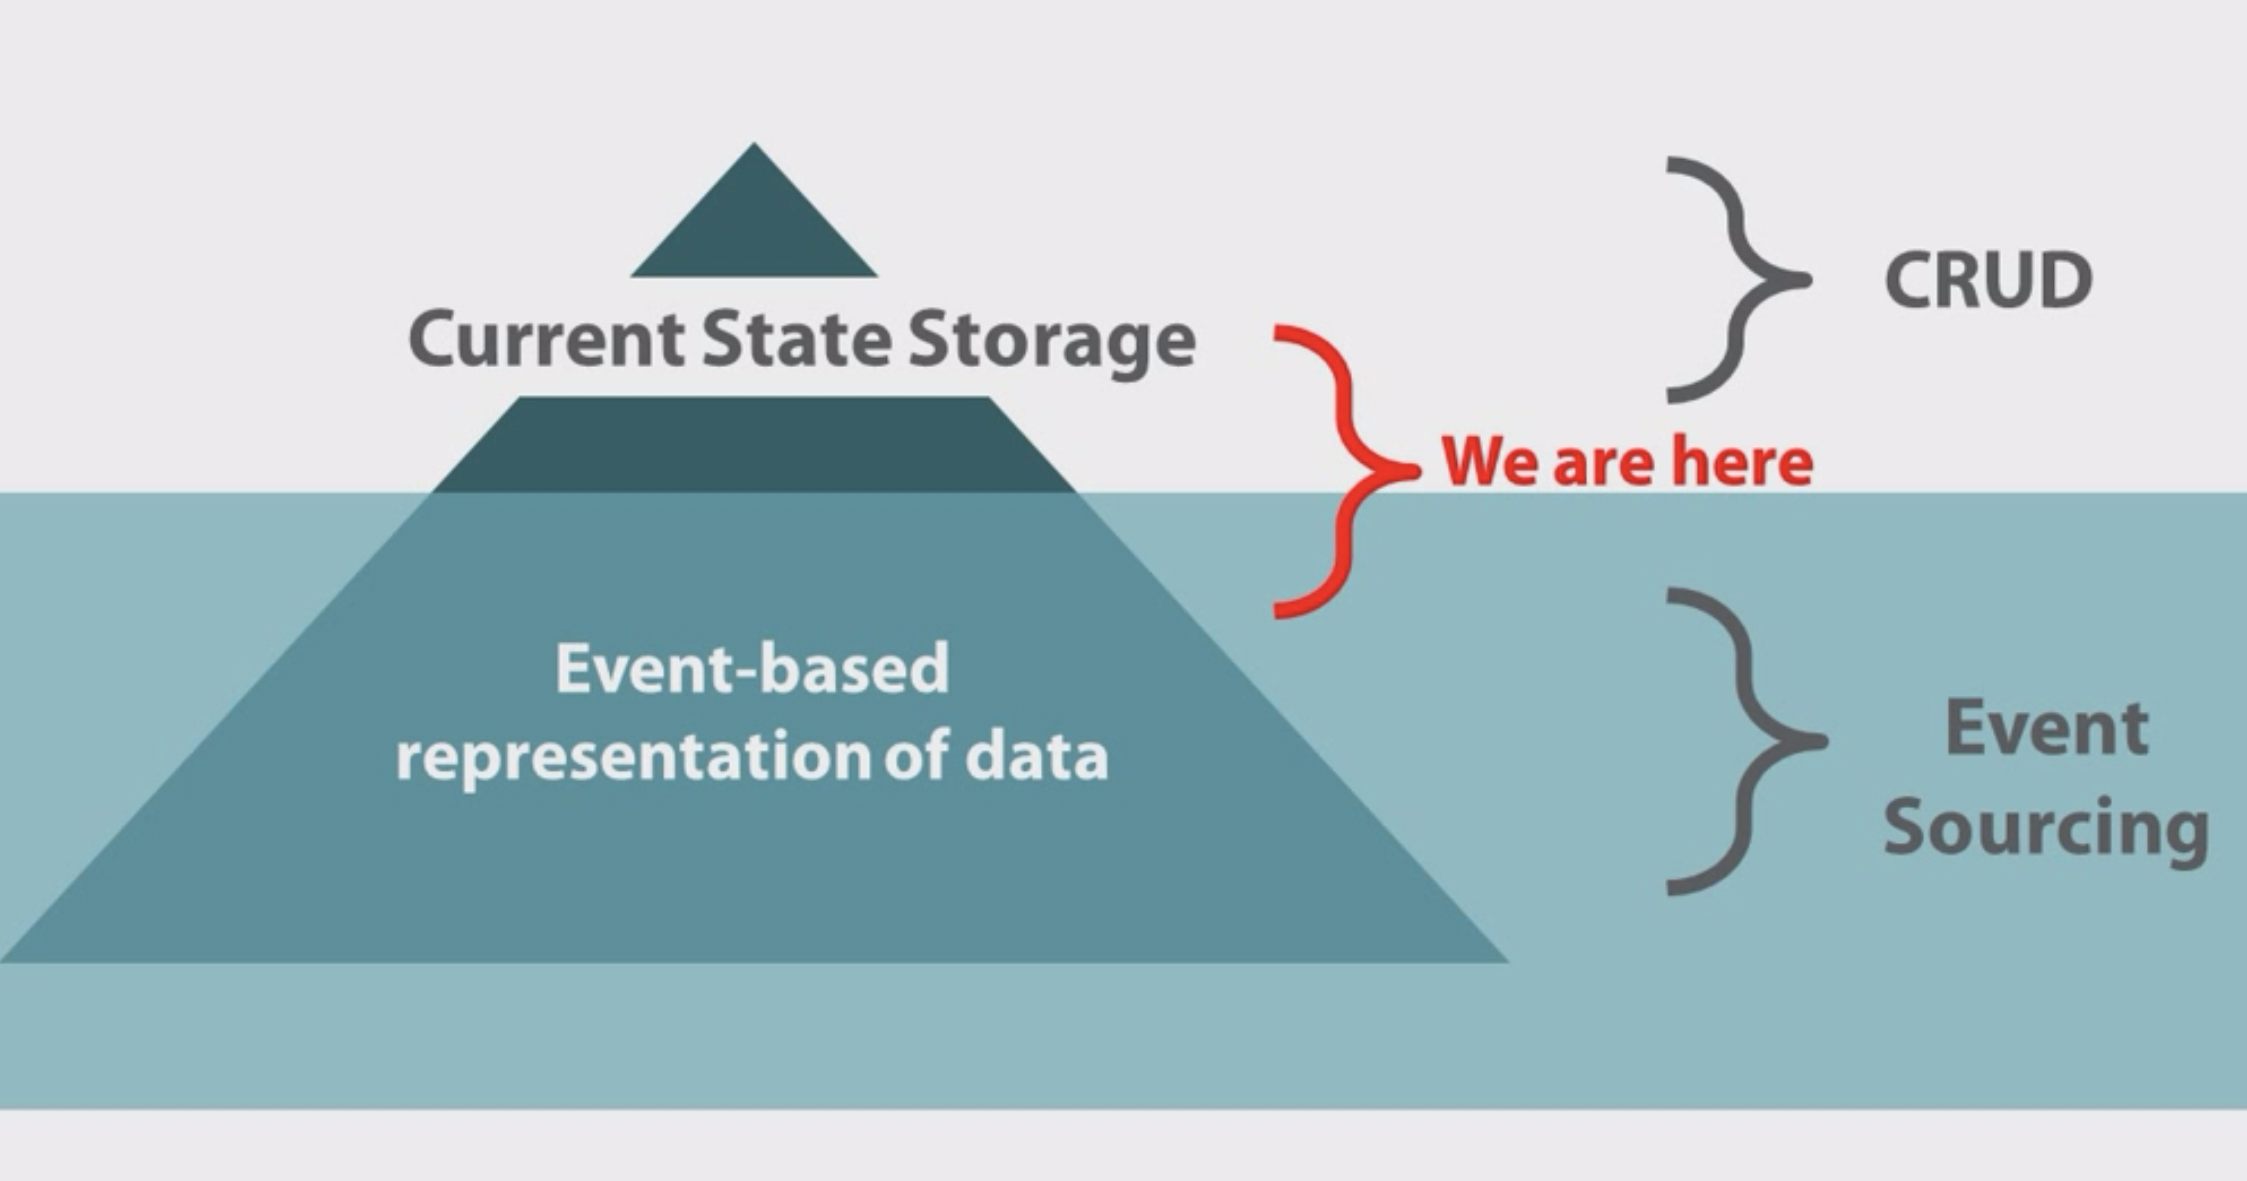 CRUD
Current State Storage
We are here
Event-based
representation of data
Event
Sourcing